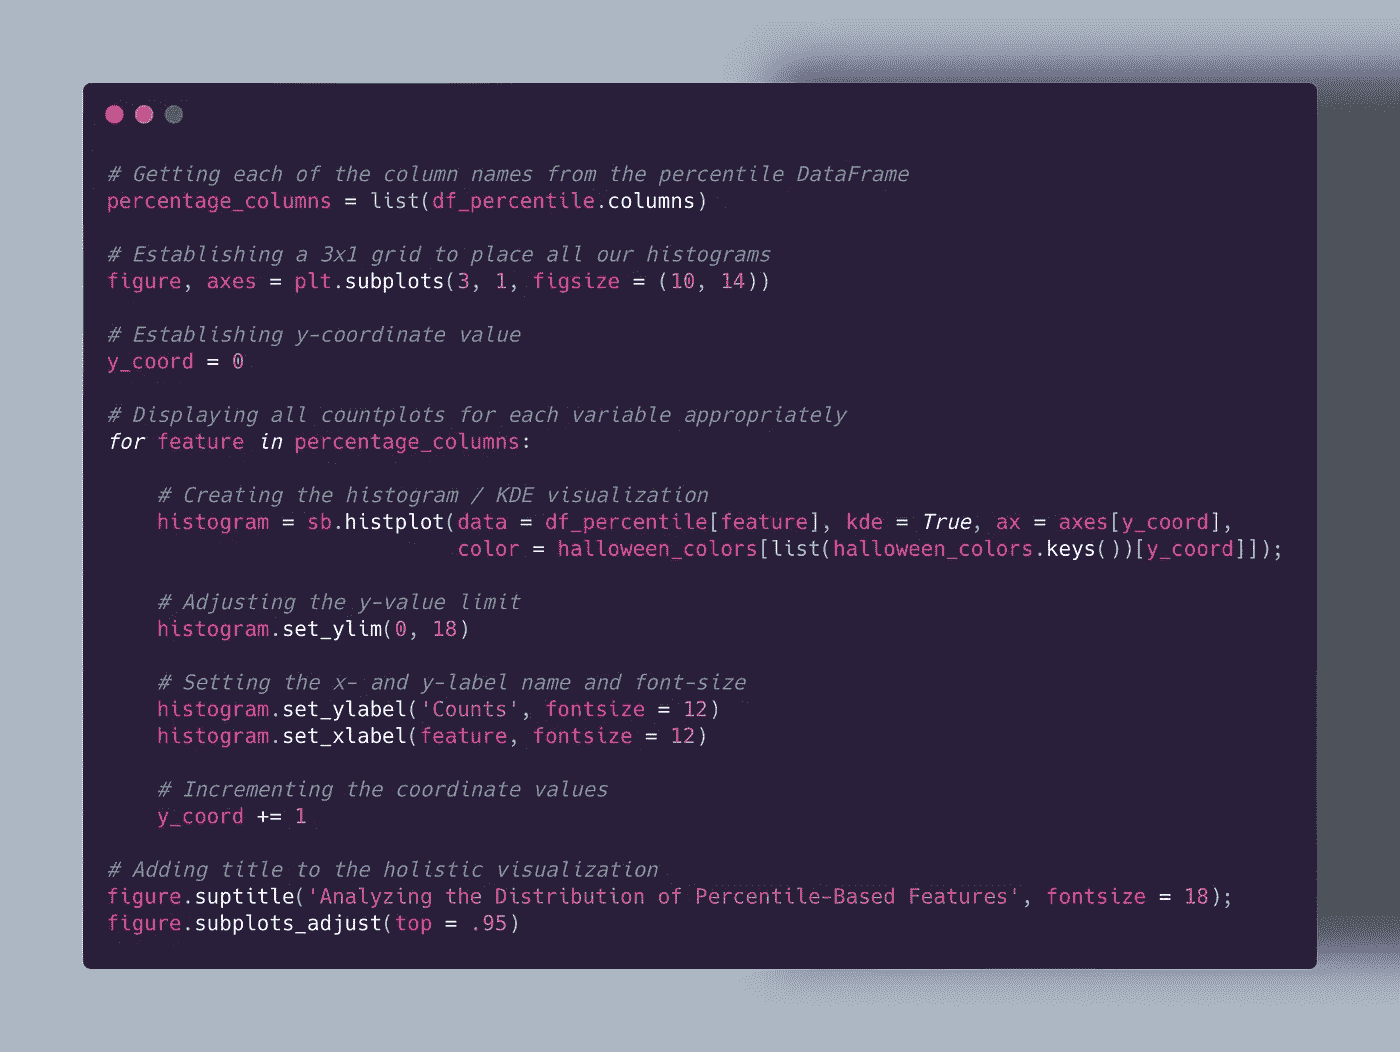 # Getting each of the column names from the percentile DataFrame
percentage_columns = list(df_percentile.columns)
# Establishing a 3x1 grid to place all our histograms
figure, axes = plt.subplots(3, 1, figsize = (10, 14))
# Establishing y-coordinate value
y_coord = 0
# Displaying all countplots for each variable appropriately
for feature in percentage_columns:
    # Creating the histogram / KDE visualization
    histogram = sb.histplot(data = df_percentile[feature], kde = True, ax = axes[y_coord],
                            color = halloween_colors[list(halloween_colors.keys())[y_coord]]);
    # Adjusting the y-value limit
    histogram.set_ylim(0, 18)
    # Setting the x- and y-label name and font-size
    histogram.set_ylabel('Counts', fontsize = 12)
    histogram.set_xlabel(feature, fontsize = 12)
    # Incrementing the coordinate values
    y_coord += 1
# Adding title to the holistic visualization
figure.suptitle('Analyzing the Distribution of Percentile-Based Features', fontsize = 18);
figure.subplots_adjust(top = .95)